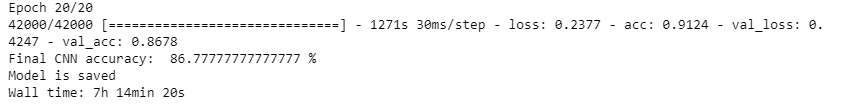 Epoch 20/20
42000/42000 [==============================] - 1271s 30ms/step - loss: 0.2377 - acc: 0.9124 - val_loss: 0.
4247 - val_acc: 0.8678
Final CNN accuracy:  86.77777777777777 %
Model is saved
Wall time: 7h 14min 20s